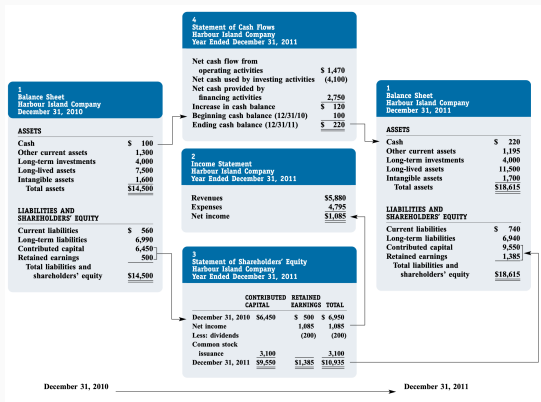 4
Statement of Cash Flows
Harbour Island Company
Year Ended December 31, 2011
Net cash flow from
operating activities $ 1,470
Net cash used by investing activities (4,100)
Net cash provided by
financing activities 2,750
Increase in cash balance $ 120
Beginning cash balance (12/31/10) 100
Ending cash balance (12/31/11) $ 220
1
Balance Sheet
Harbour Island Company
December 31, 2010
ASSETS
Cash $ 100
Other current assets 1,300
Long-term investments 4,000
Long-lived assets 7,500
Intangible assets 1,600
Total assets $14,500
LIABILITIES AND
SHAREHOLDERS' EQUITY
Current liabilities $ 560
Long-term liabilities 6,990
Contributed capital 6,450
Retained earnings 500
Total liabilities and
shareholders' equity $14,500
2
Income Statement
Harbour Island Company
Year Ended December 31, 2011
Revenues $5,880
Expenses 4,795
Net income $1,085
3
Statement of Shareholders' Equity
Harbour Island Company
Year Ended December 31, 2011
CONTRIBUTED RETAINED
CAPITAL EARNINGS TOTAL
December 31, 2010 $6,450 $ 500 $ 6,950
Net income 1,085 1,085
Less: dividends (200) (200)
Common stock
issuance 3,100 3,100
December 31, 2011 $9,550 $1,385 $10,935
1
Balance Sheet
Harbour Island Company
December 31, 2011
ASSETS
Cash $ 220
Other current assets 1,195
Long-term investments 4,000
Long-lived assets 11,500
Intangible assets 1,700
Total assets $18,615
LIABILITIES AND
SHAREHOLDERS' EQUITY
Current liabilities $ 740
Long-term liabilities 6,940
Contributed capital 9,550
Retained earnings 1,385
Total liabilities and
shareholders' equity $18,615
December 31, 2010
December 31, 2011